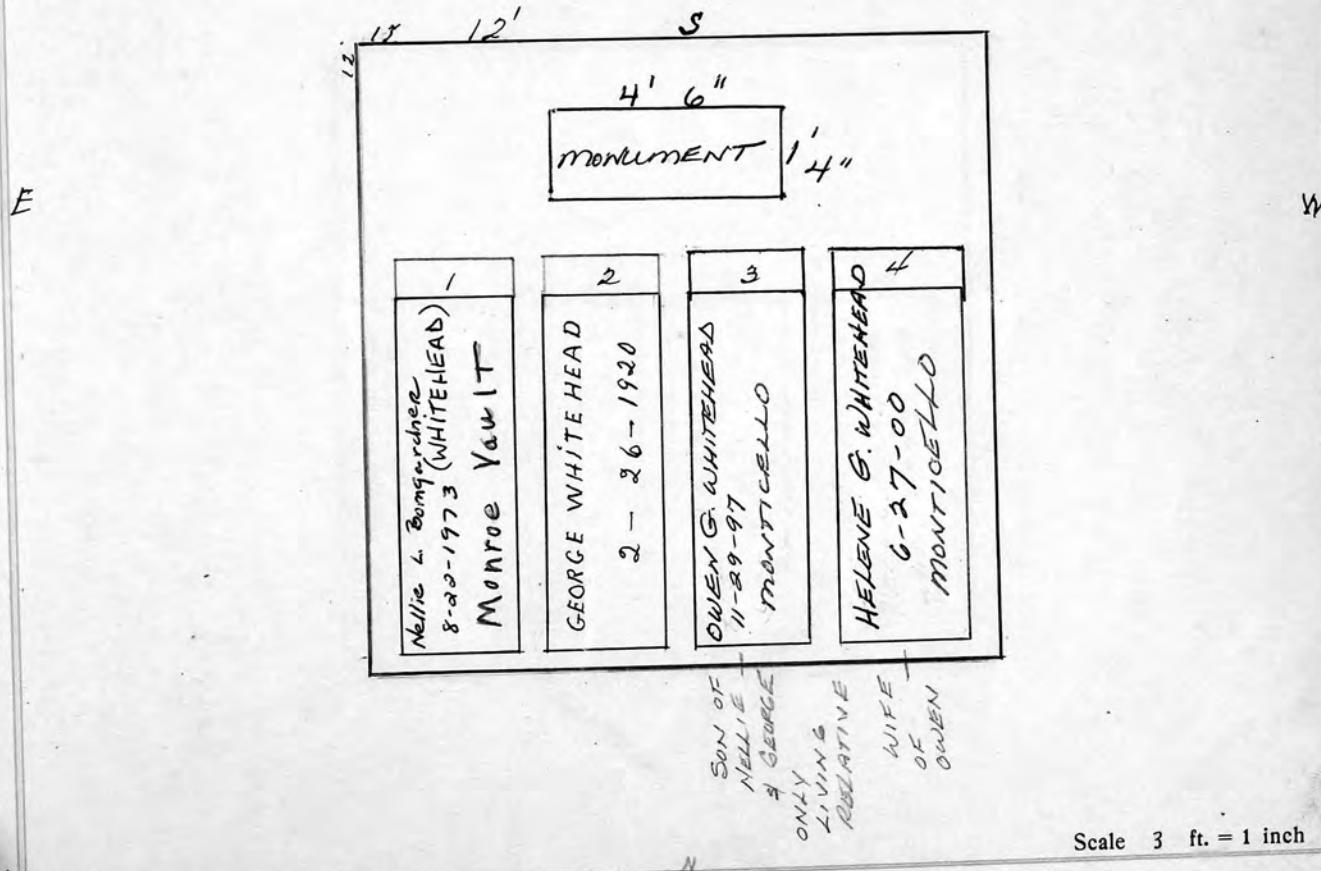 12' S
12
4' 6"
MONUMENT 1' 4"
E
W
1
Nellie L. Bomgardner
8-22-1973 (WHITEHEAD)
Monroe Vault
2
GEORGE WHITEHEAD
2-26-1920
3
OWEN G. WHITEHEAD
11-29-97
MONTICELLO
4
HELENE G. WHITEHEAD
6-27-00
MONTICELLO
SON OF
NELLIE
& GEORGE
ONLY
LIVING
RELATIVE
WIFE
OF
OWEN
N
Scale 3 ft. = 1 inch